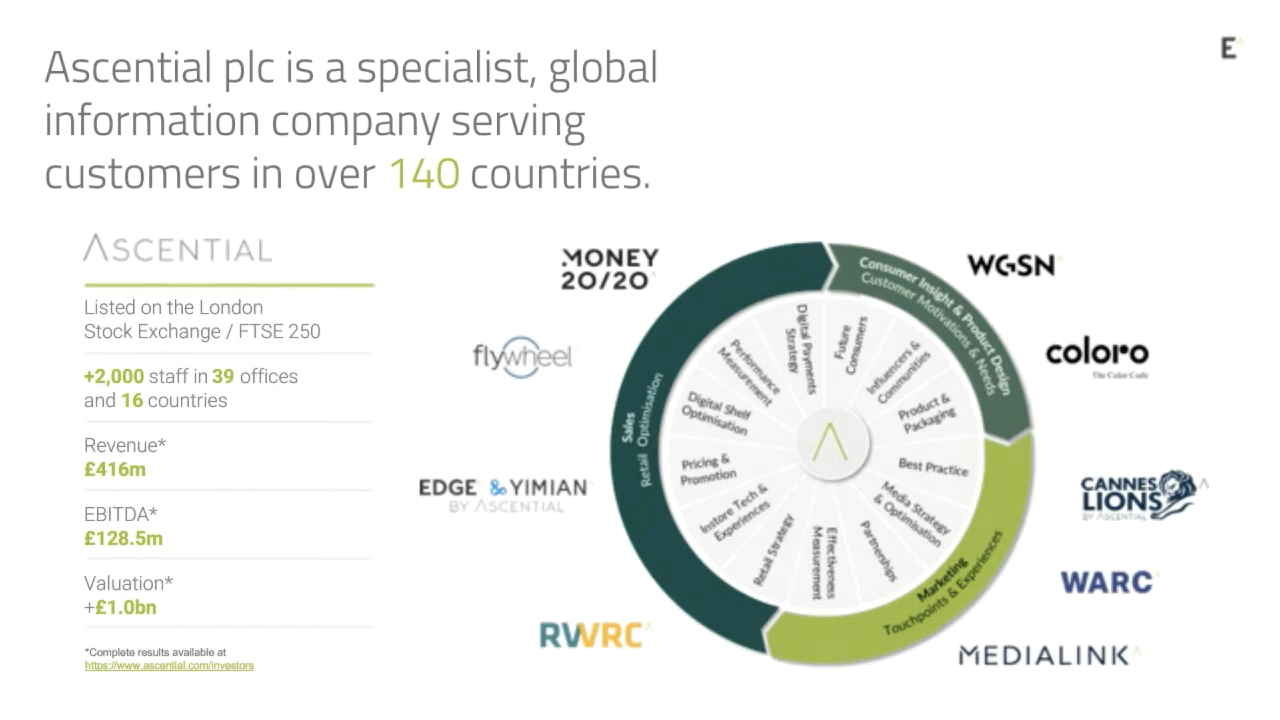 Ascential plc is a specialist, global
information company serving
customers in over 140 countries.
E
ASCENTIAL
Listed on the London
Stock Exchange / FTSE 250
+2,000 staff in 39 offices
and 16 countries
Revenue*
£416m
EBITDA*
£128.5m
Valuation*
+£1.0bn
*Complete results available at
https://www.ascential.com/investors
MONEY
20/20
flywheel
EDGE & YIMIAN
BY ASCENTIAL
RWRC
Sales
Retail Optimisation
Consumer Insight & Product Design
Customer Motivations & Needs
Marketing
Touchpoints & Experiences
Future
Consumers
Influencers &
Communities
Product &
Packaging
Best Practice
Media Strategy
& Optimisation
Partnerships
Effectiveness
Measurement
Retail Strategy
Instore Tech &
Experiences
Pricing &
Promotion
Digital Shelf
Optimisation
Performance
Measurement
Digital Payments
Strategy
WGSN
coloro
The Color Code
CANNES
LIONS
BY ASCENTIAL
WARC
MEDIALINK